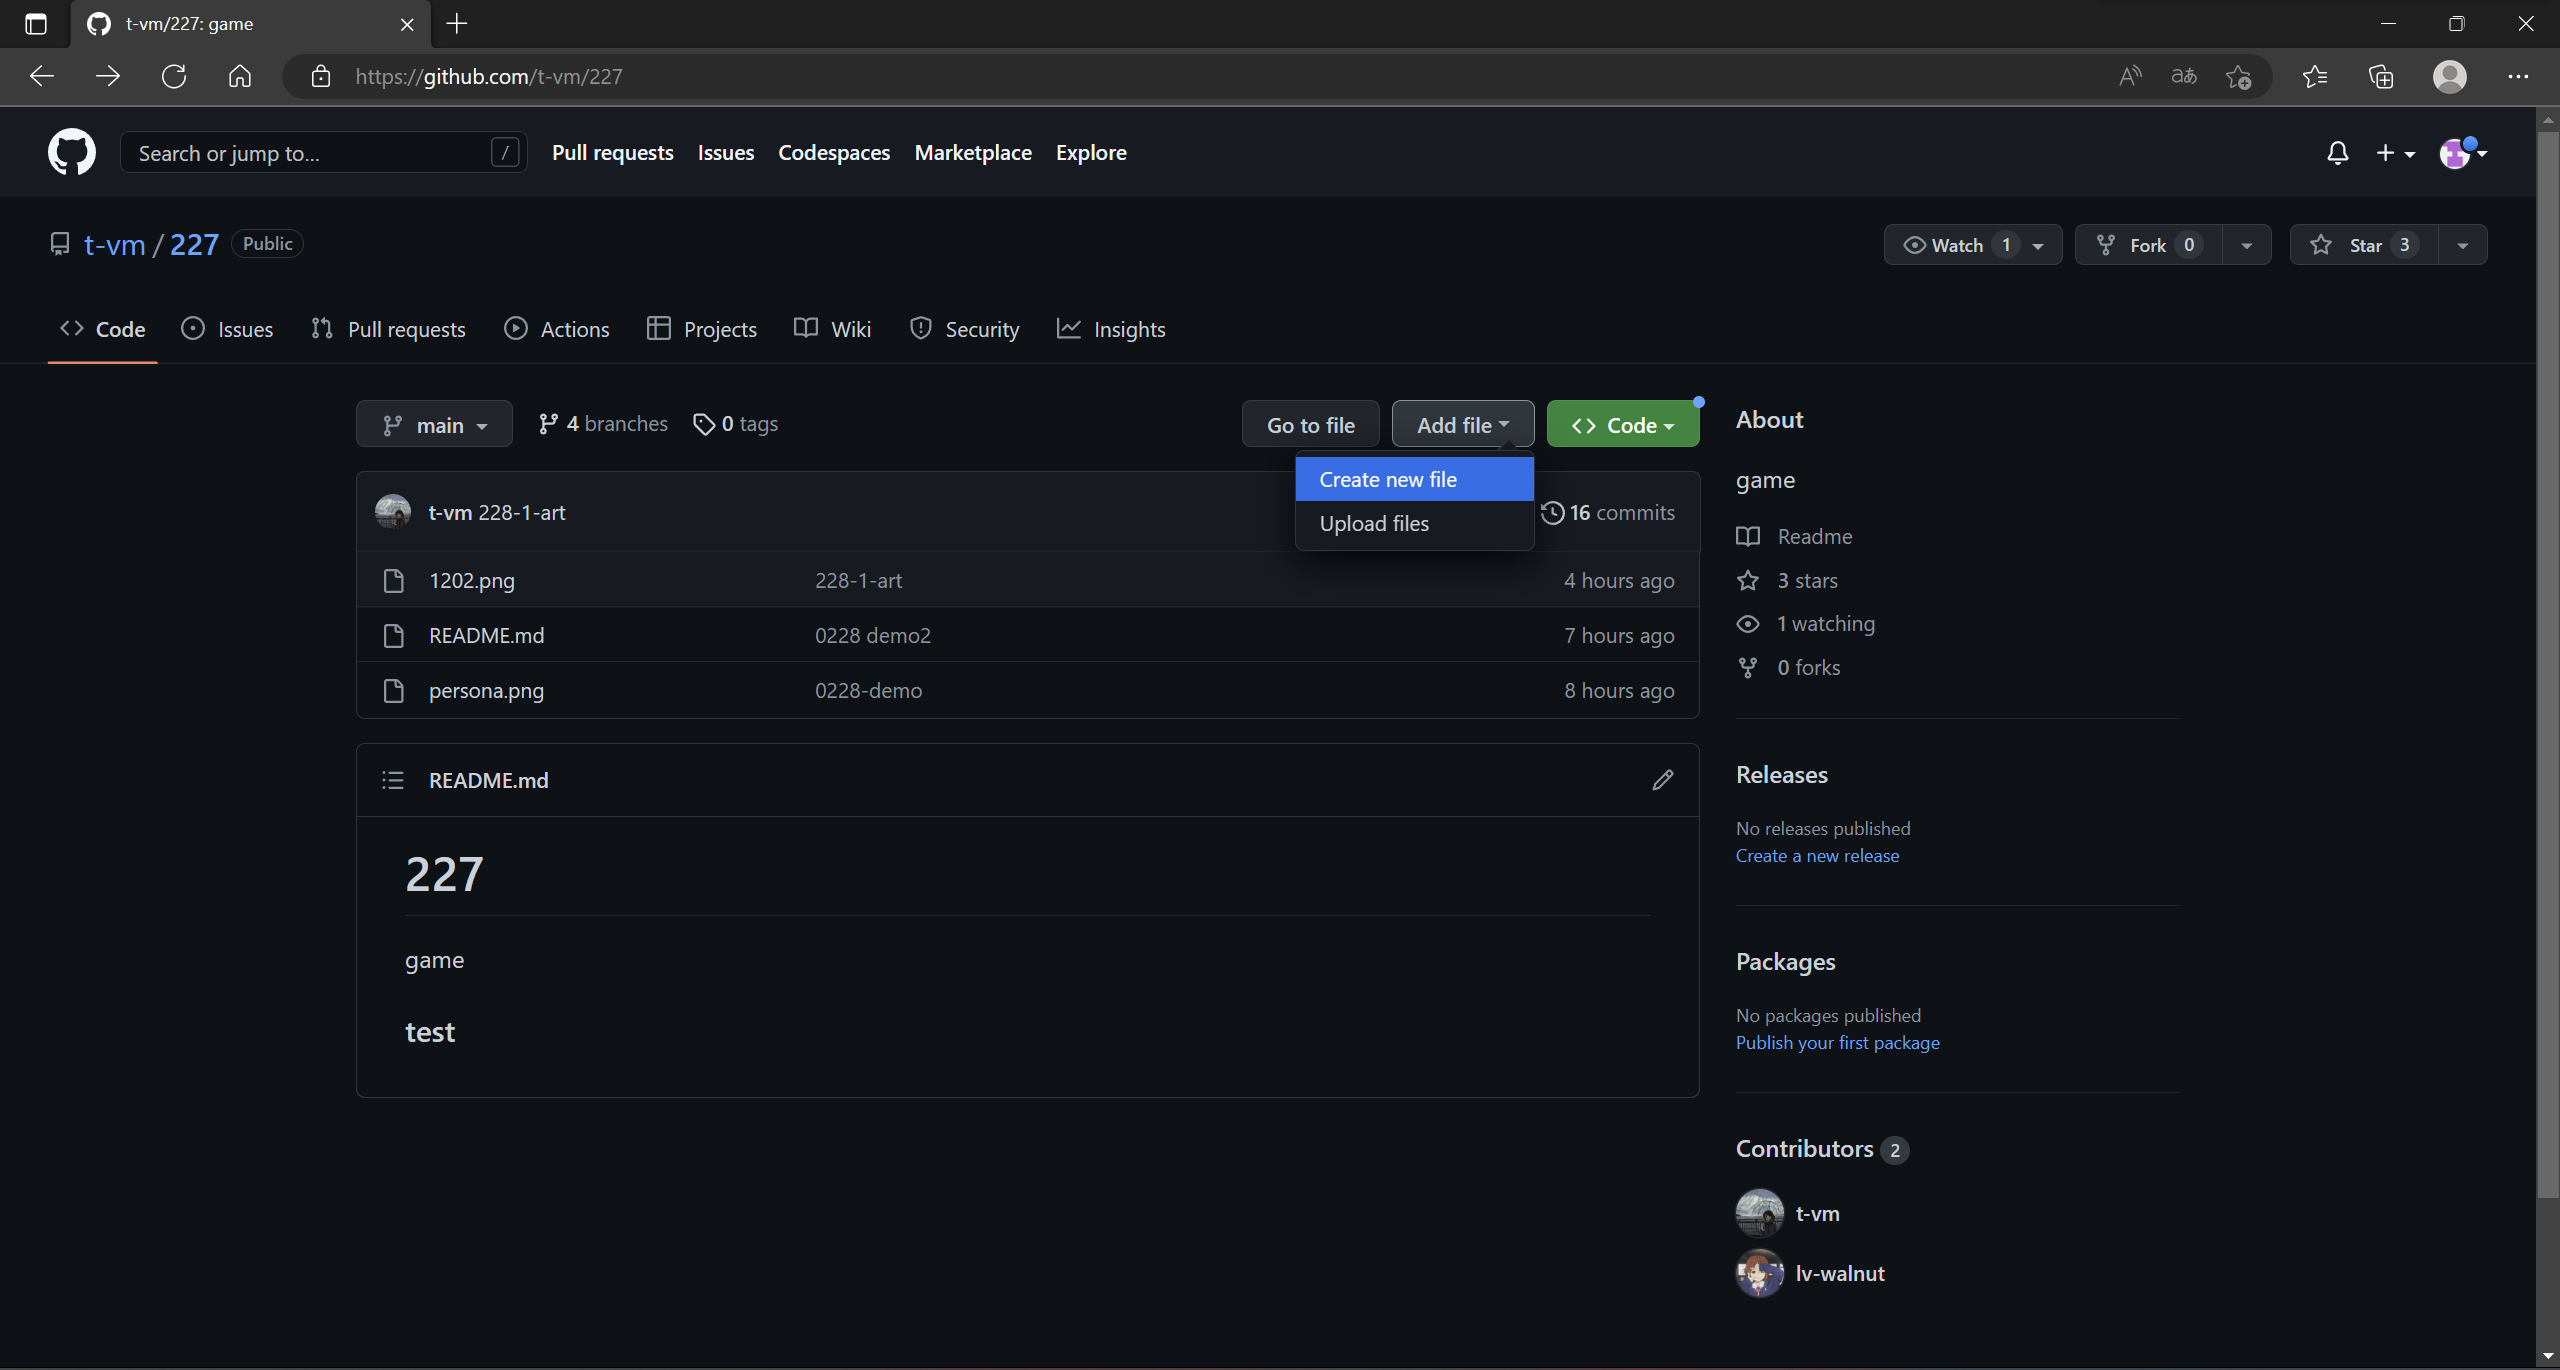 t-vm/227: game
https://github.com/t-vm/227
Search or jump to... /
Pull requests Issues Codespaces Marketplace Explore
t-vm / 227 Public
Watch 1 Fork 0 Star 3
Code Issues Pull requests Actions Projects Wiki Security Insights
main 4 branches 0 tags Go to file Add file Code
Create new file
Upload files
t-vm 228-1-art 16 commits
1202.png 228-1-art 4 hours ago
README.md 0228 demo2 7 hours ago
persona.png 0228-demo 8 hours ago
README.md
227
game
test
About
game
Readme
3 stars
1 watching
0 forks
Releases
No releases published
Create a new release
Packages
No packages published
Publish your first package
Contributors 2
t-vm
lv-walnut